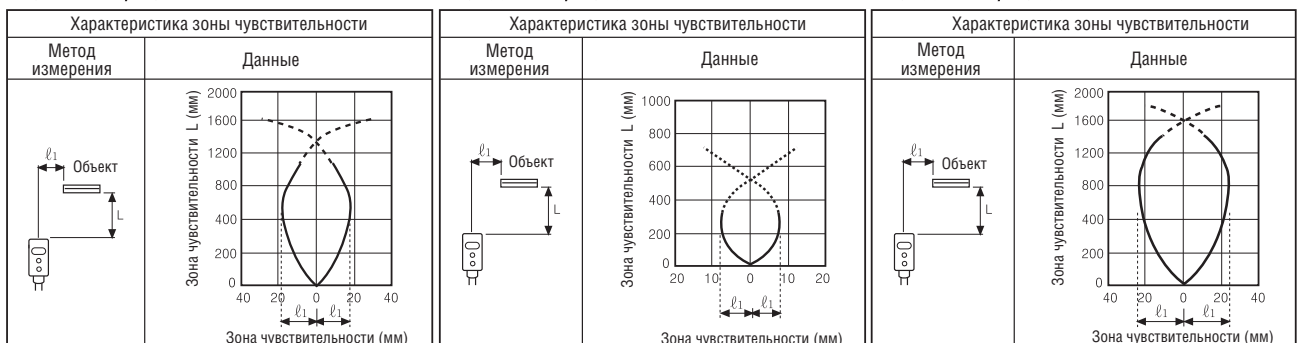 Характеристика зоны чувствительности
Метод измерения
Данные
ℓ1
Объект
L
Зона чувствительности L (мм)
2000
1600
1200
800
400
200
0
40 20 0 20 40
ℓ1 ℓ1
Зона чувствительности (мм)
Характеристика зоны чувствительности
Метод измерения
Данные
ℓ1
Объект
L
Зона чувствительности L (мм)
1000
800
600
400
200
0
20 10 0 10 20
ℓ1 ℓ1
Зона чувствительности (мм)
Характеристика зоны чувствительности
Метод измерения
Данные
ℓ1
Объект
L
Зона чувствительности L (мм)
2000
1600
1200
800
400
200
0
40 20 0 20 40
ℓ1 ℓ1
Зона чувствительности (мм)